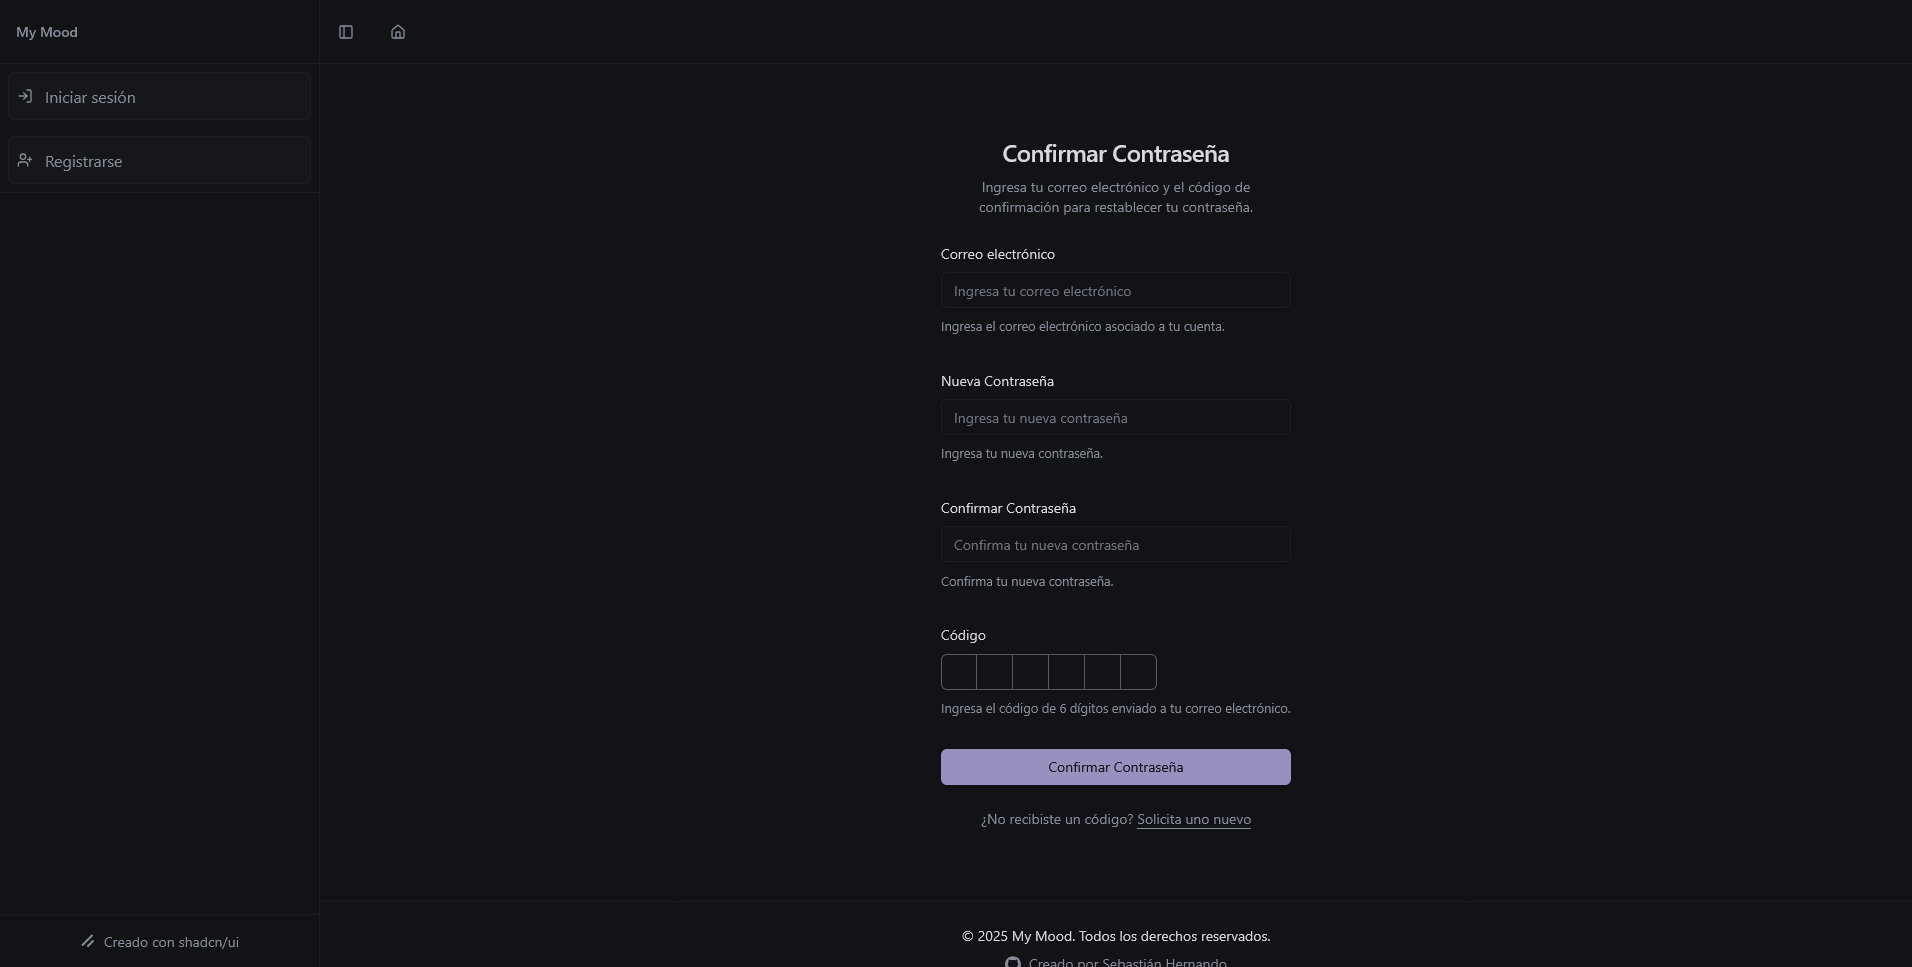 My Mood
Iniciar sesión
Registrarse
Confirmar Contraseña
Ingresa tu correo electrónico y el código de
confirmación para restablecer tu contraseña.
Correo electrónico
Ingresa tu correo electrónico
Ingresa el correo electrónico asociado a tu cuenta.
Nueva Contraseña
Ingresa tu nueva contraseña
Ingresa tu nueva contraseña.
Confirmar Contraseña
Confirma tu nueva contraseña
Confirma tu nueva contraseña.
Código
Ingresa el código de 6 dígitos enviado a tu correo electrónico.
Confirmar Contraseña
¿No recibiste un código? Solicita uno nuevo
Creado con shadcn/ui
© 2025 My Mood. Todos los derechos reservados.
Creado por Sebastián Hernando